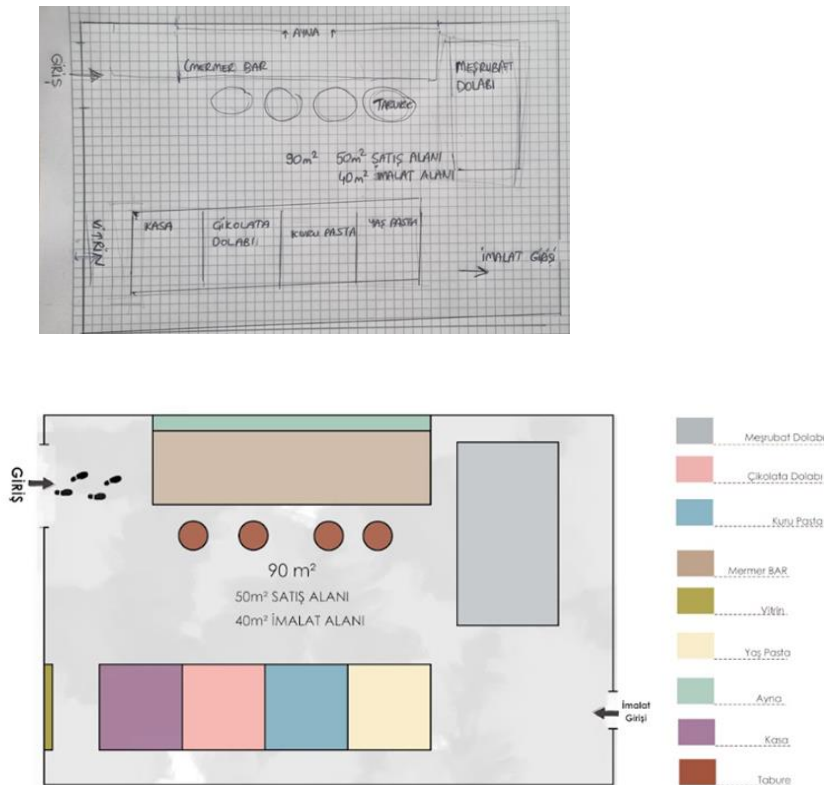 ↑ AYNA ↑
GİRİŞ
MERMER BAR
MEŞRUBAT
DOLABI
TABURE
90m² 50m² SATIŞ ALANI
40m² İMALAT ALANI
VİTRİN
KASA
ÇİKOLATA
DOLABI
KURU PASTA
YAŞ PASTA
İMALAT GİRİŞİ
GİRİŞ
90 m²
50m² SATIŞ ALANI
40m² İMALAT ALANI
İmalat
Girişi
Meşrubat Dolabı
Çikolata Dolabı
Kuru Pasta
Mermer BAR
Vitrin
Yaş Pasta
Ayna
Kasa
Tabure